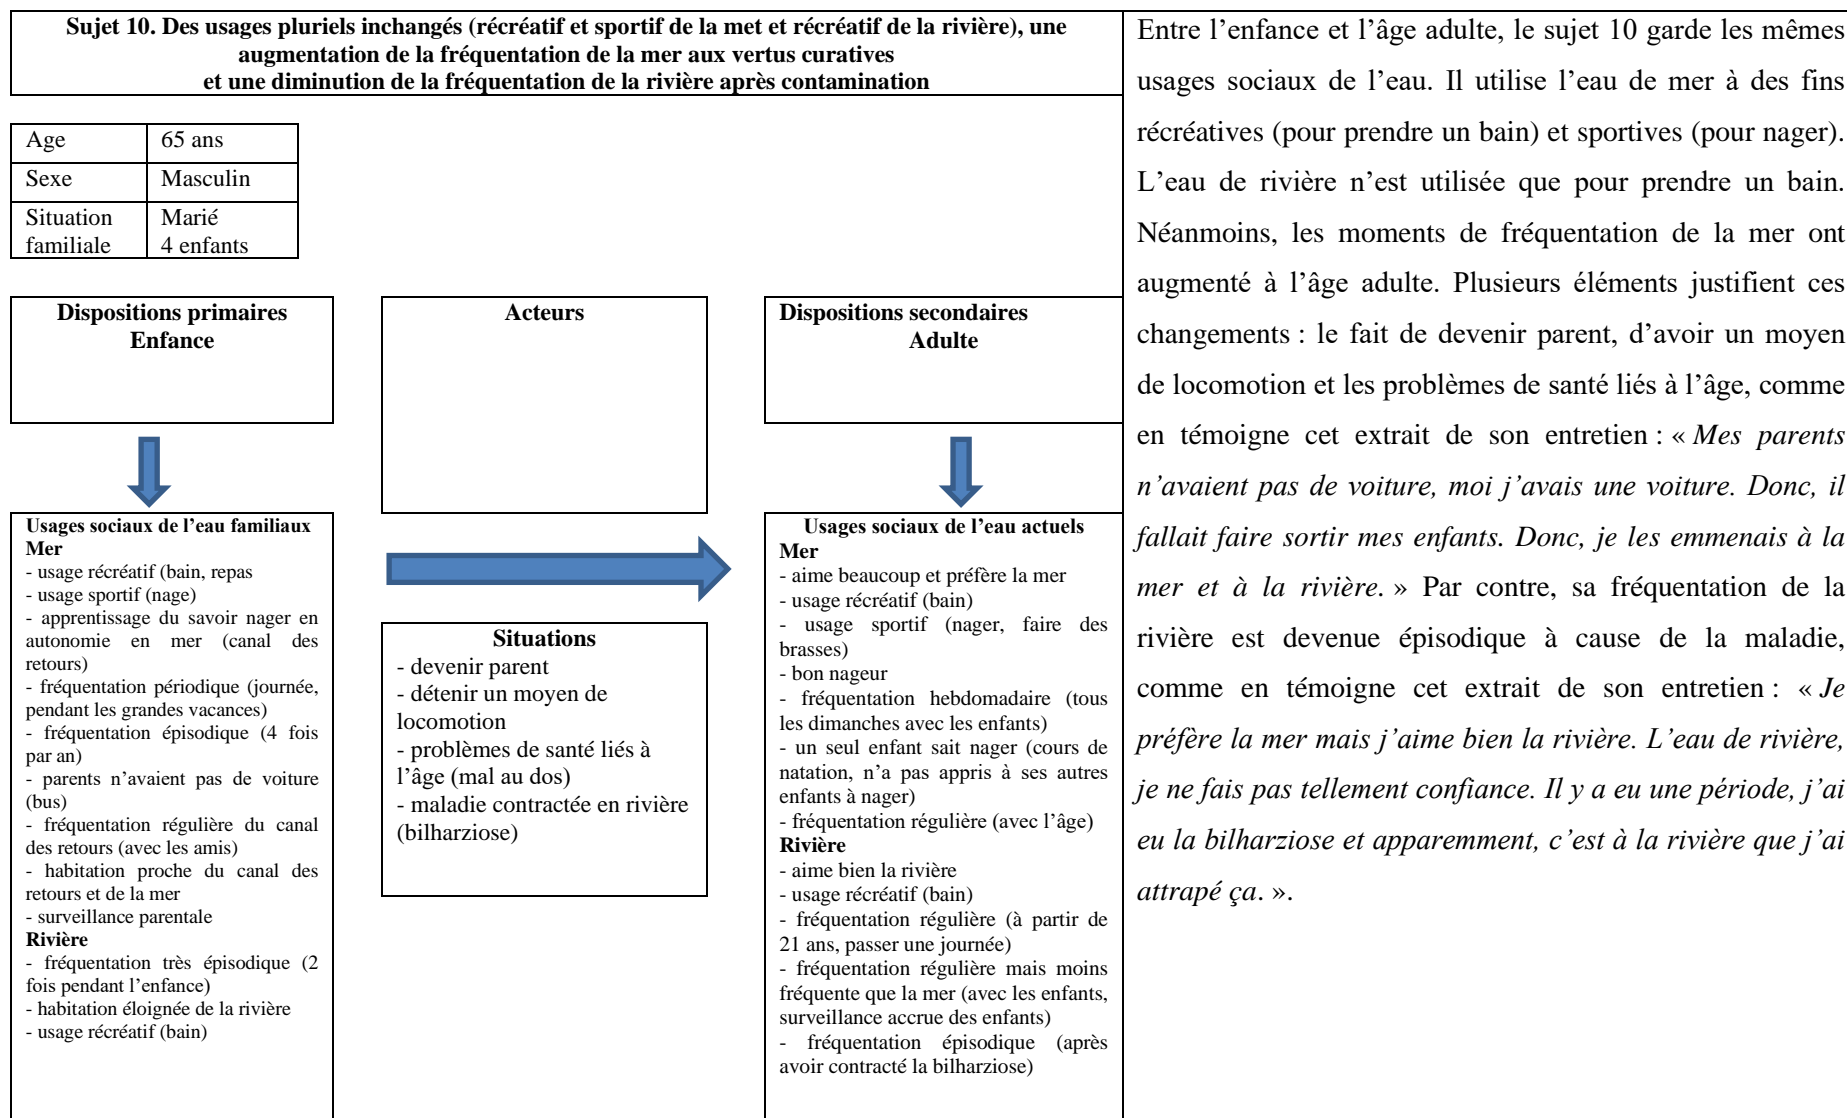 Sujet 10. Des usages pluriels inchangés (récréatif et sportif de la met et récréatif de la rivière), une
augmentation de la fréquentation de la mer aux vertus curatives
et une diminution de la fréquentation de la rivière après contamination
Age 65 ans
Sexe Masculin
Situation familiale Marié
4 enfants
Dispositions primaires
Enfance
Acteurs
Dispositions secondaires
Adulte
Usages sociaux de l’eau familiaux
Mer
- usage récréatif (bain, repas
- usage sportif (nage)
- apprentissage du savoir nager en
autonomie en mer (canal des
retours)
- fréquentation périodique (journée,
pendant les grandes vacances)
- fréquentation épisodique (4 fois
par an)
- parents n’avaient pas de voiture
(bus)
- fréquentation régulière du canal
des retours (avec les amis)
- habitation proche du canal des
retours et de la mer
- surveillance parentale
Rivière
- fréquentation très épisodique (2
fois pendant l’enfance)
- habitation éloignée de la rivière
- usage récréatif (bain)
Situations
- devenir parent
- détenir un moyen de
locomotion
- problèmes de santé liés à
l’âge (mal au dos)
- maladie contractée en rivière
(bilharziose)
Usages sociaux de l’eau actuels
Mer
- aime beaucoup et préfère la mer
- usage récréatif (bain)
- usage sportif (nager, faire des
brasses)
- bon nageur
- fréquentation hebdomadaire (tous
les dimanches avec les enfants)
- un seul enfant sait nager (cours de
natation, n’a pas appris à ses autres
enfants à nager)
- fréquentation régulière (avec l’âge)
Rivière
- aime bien la rivière
- usage récréatif (bain)
- fréquentation régulière (à partir de
21 ans, passer une journée)
- fréquentation régulière mais moins
fréquente que la mer (avec les enfants,
surveillance accrue des enfants)
- fréquentation épisodique (après
avoir contracté la bilharziose)
Entre l’enfance et l’âge adulte, le sujet 10 garde les mêmes
usages sociaux de l’eau. Il utilise l’eau de mer à des fins
récréatives (pour prendre un bain) et sportives (pour nager).
L’eau de rivière n’est utilisée que pour prendre un bain.
Néanmoins, les moments de fréquentation de la mer ont
augmenté à l’âge adulte. Plusieurs éléments justifient ces
changements : le fait de devenir parent, d’avoir un moyen
de locomotion et les problèmes de santé liés à l’âge, comme
en témoigne cet extrait de son entretien : « Mes parents
n’avaient pas de voiture, moi j’avais une voiture. Donc, il
fallait faire sortir mes enfants. Donc, je les emmenais à la
mer et à la rivière. » Par contre, sa fréquentation de la
rivière est devenue épisodique à cause de la maladie,
comme en témoigne cet extrait de son entretien : « Je
préfère la mer mais j’aime bien la rivière. L’eau de rivière,
je ne fais pas tellement confiance. Il y a eu une période, j’ai
eu la bilharziose et apparemment, c’est à la rivière que j’ai
attrapé ça. ».